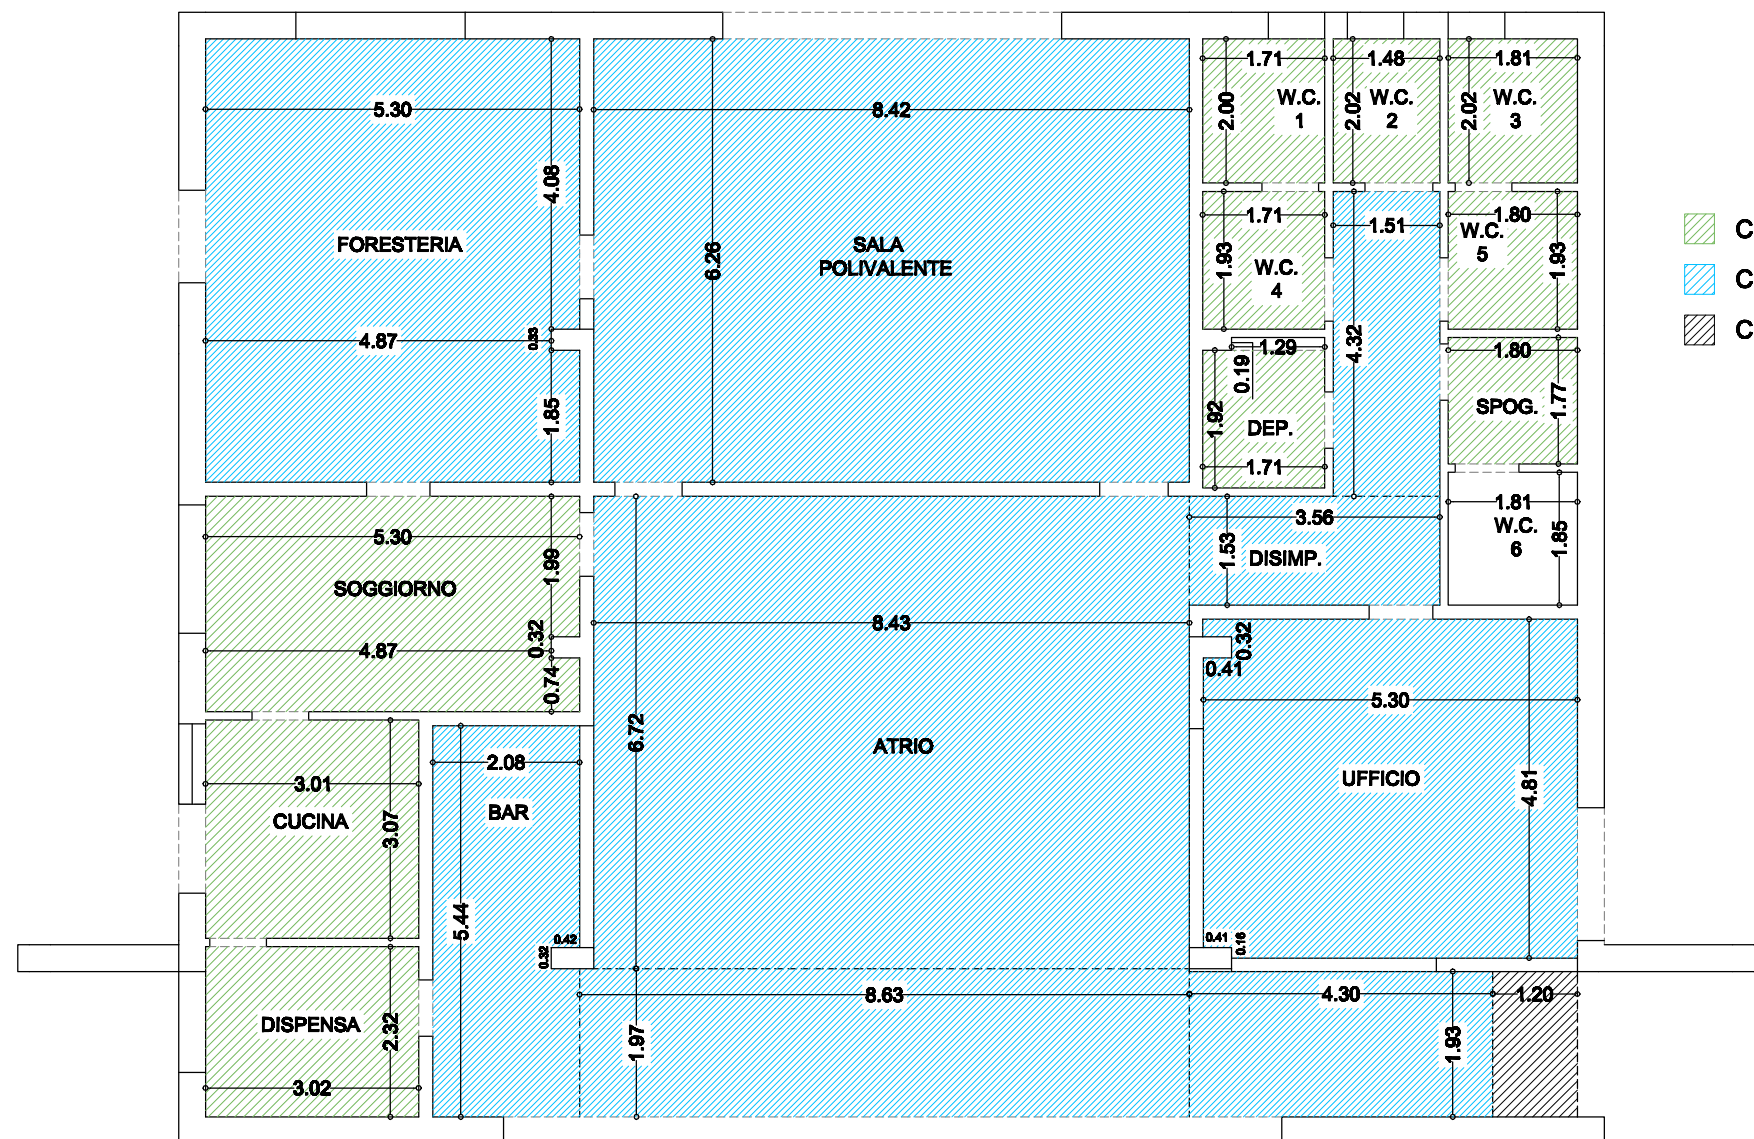 1.71
1.48
1.81
5.30
8.42
2.00
W.C.
1
2.02
W.C.
2
2.02
W.C.
3
4.08
FORESTERIA
SALA
POLIVALENTE
6.26
1.71
1.51
1.80
W.C.
5
1.93
W.C.
4
1.93
C
C
C
4.87
0.33
1.29
0.19
4.32
1.80
1.85
1.92
DEP.
SPOG.
1.77
1.71
1.81
W.C.
6
1.85
5.30
1.99
3.56
1.53
DISIMP.
SOGGIORNO
8.43
0.32
4.87
0.74
0.32
0.41
5.30
6.72
ATRIO
2.08
BAR
3.01
CUCINA
3.07
UFFICIO
4.81
5.44
0.42
0.32
0.41
0.16
8.63
4.30
1.20
DISPENSA
2.32
1.97
1.93
3.02